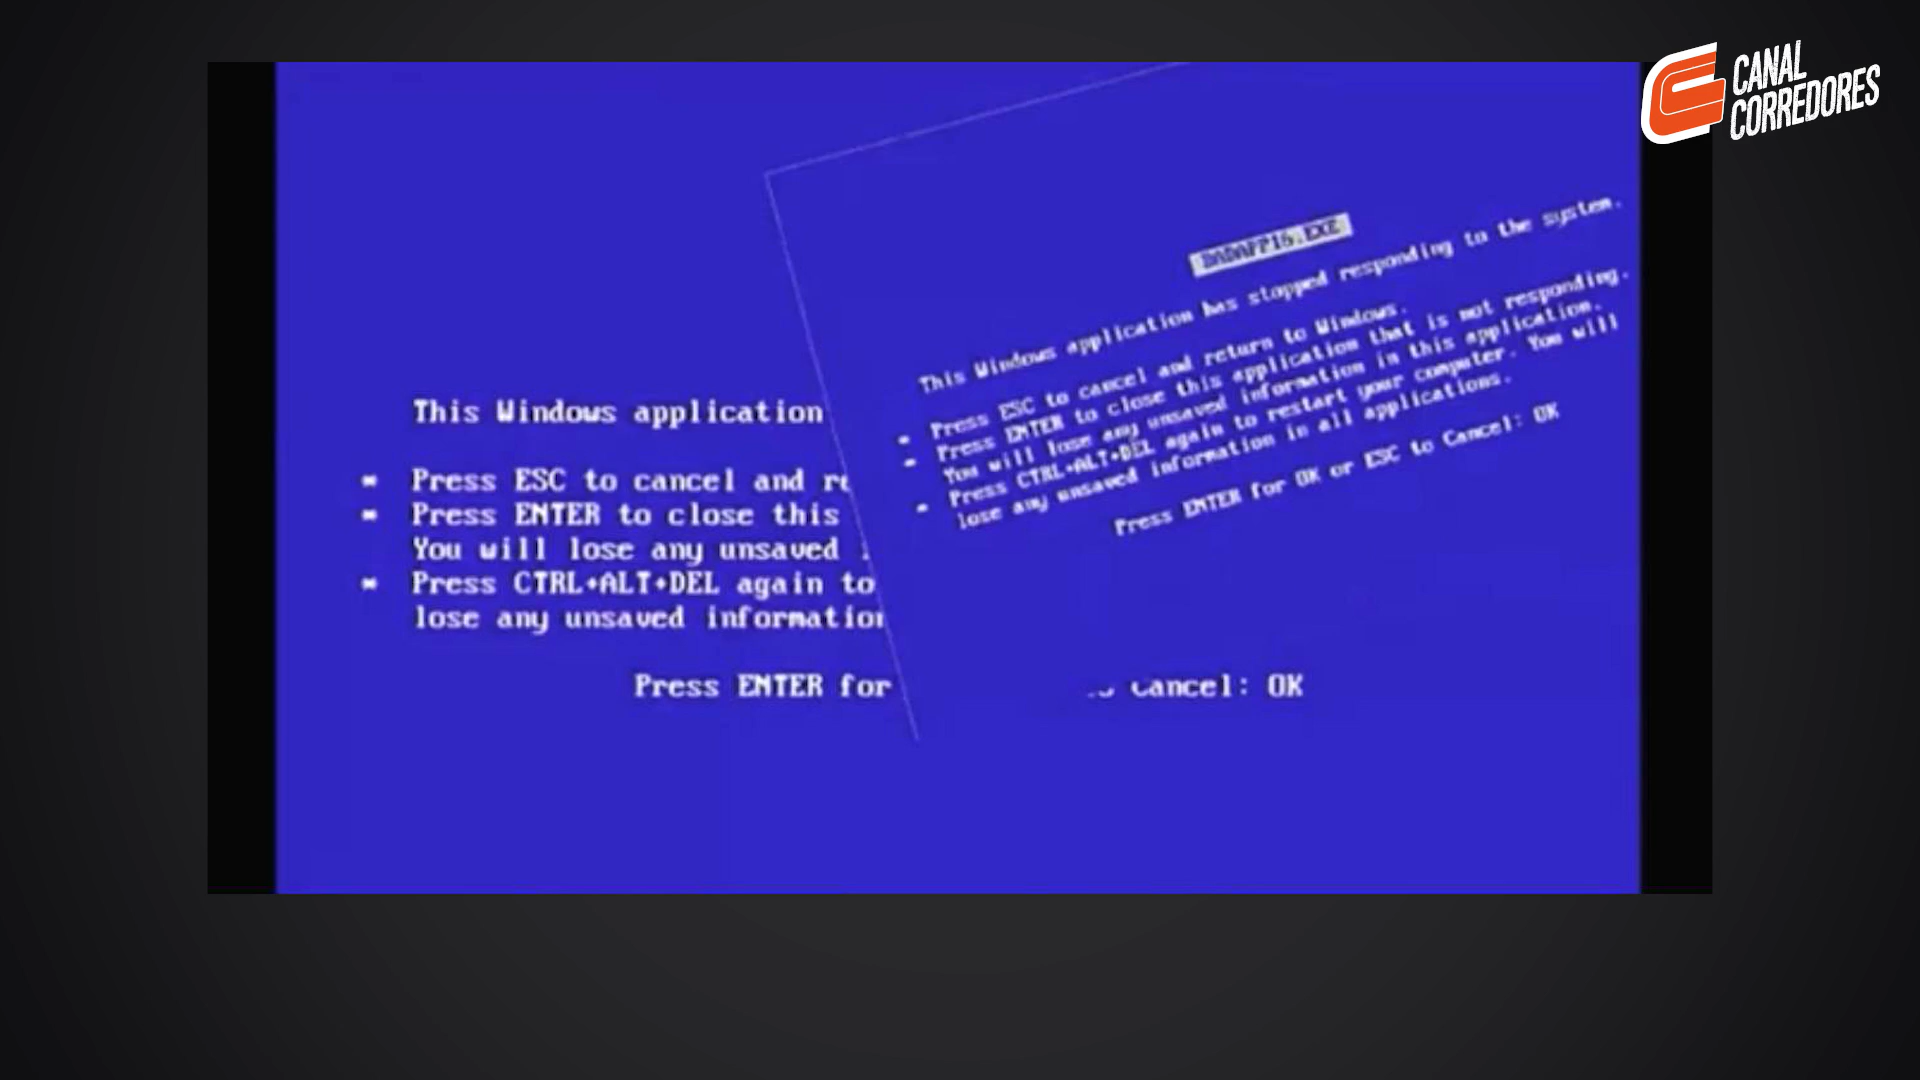 CANAL
CORREDORES
This Windows application
* Press ESC to cancel and re
* Press ENTER to close this
You will lose any unsaved
* Press CTRL+ALT+DEL again to
lose any unsaved information
Press ENTER for
Cancel: OK
BADAPP16.EXE
This Windows application has stopped responding to the system.
* Press ESC to cancel and return to Windows.
* Press ENTER to close this application that is not responding.
You will lose any unsaved information in this application.
* Press CTRL+ALT+DEL again to restart your computer. You will
lose any unsaved information in all applications.
Press ENTER for OK or ESC to Cancel: OK